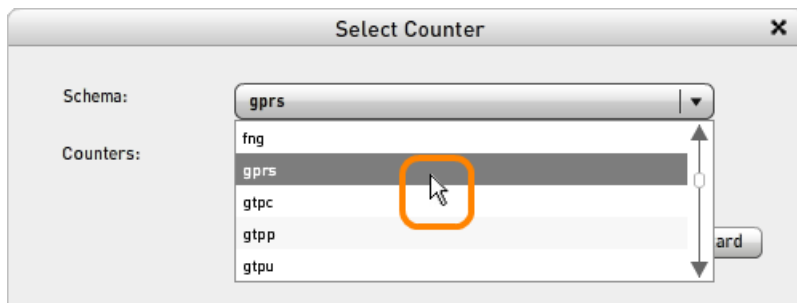 Select Counter
Schema:
gprs
Counters:
fng
gprs
gtpc
gtpp
gtpu
ard